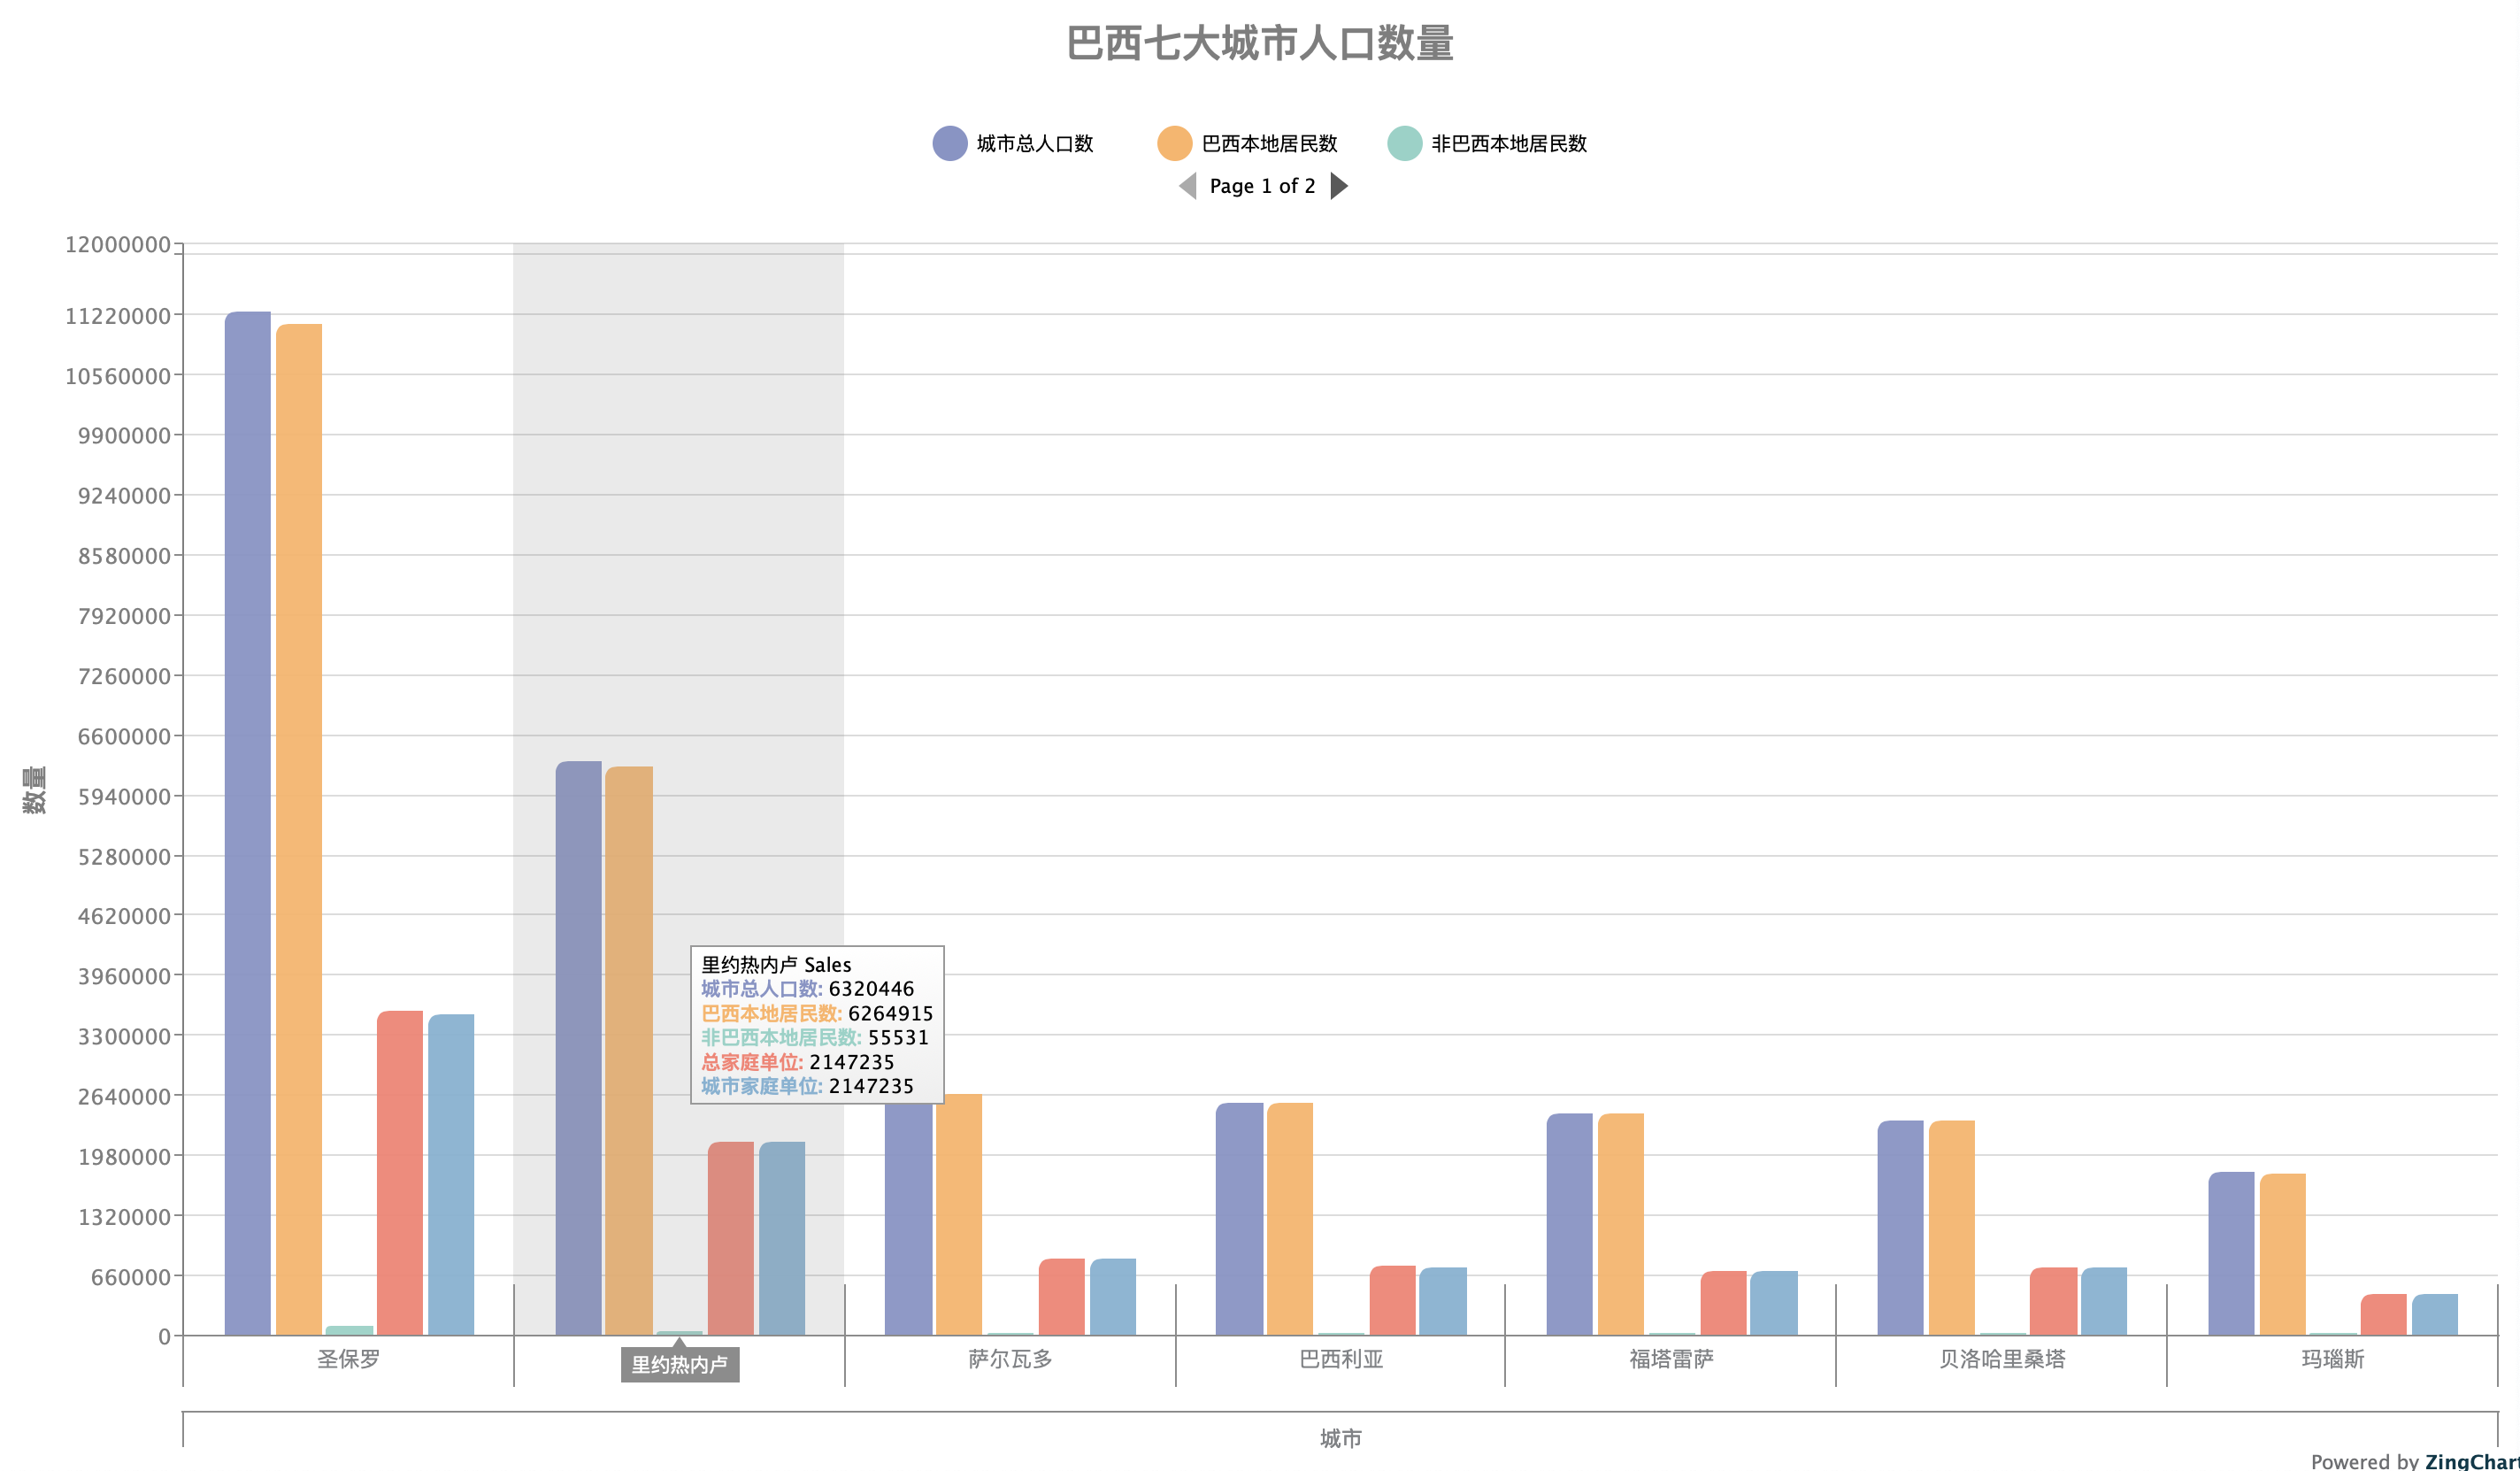 巴西七大城市人口数量
城市总人口数 巴西本地居民数 非巴西本地居民数
Page 1 of 2
12000000
11220000
10560000
9900000
9240000
8580000
7920000
7260000
6600000
5940000
5280000
4620000
3960000
3300000
2640000
1980000
1320000
660000
0
数量
里约热内卢 Sales
城市总人口数: 6320446
巴西本地居民数: 6264915
非巴西本地居民数: 55531
总家庭单位: 2147235
城市家庭单位: 2147235
圣保罗 里约热内卢 萨尔瓦多 巴西利亚 福塔雷萨 贝洛哈里桑塔 玛瑙斯
城市
Powered by ZingChart